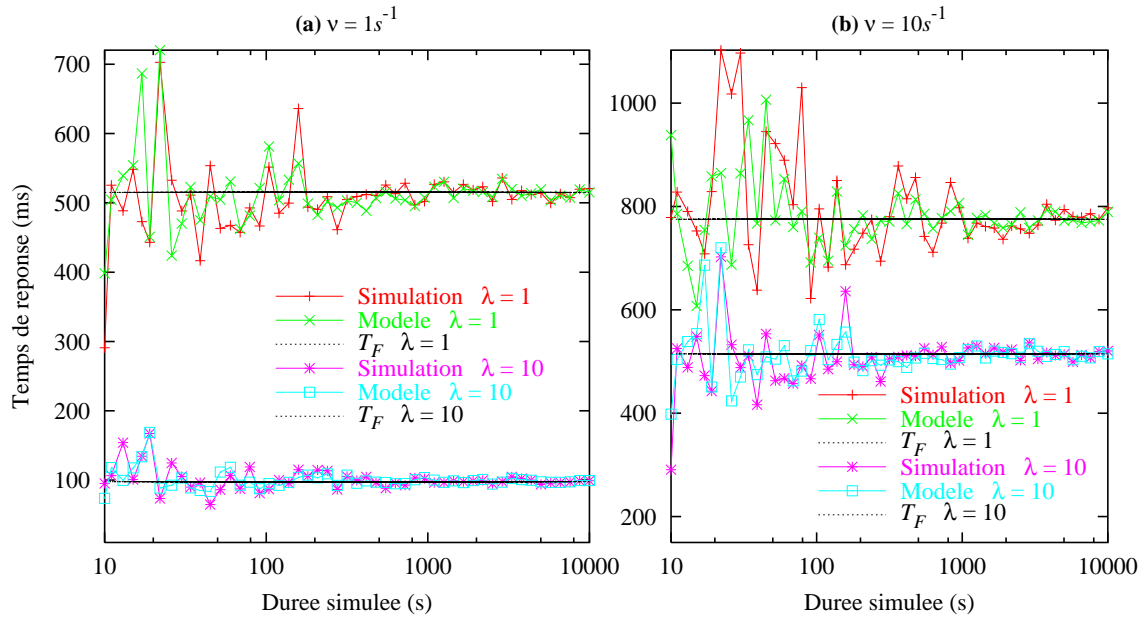 (a) ν = 1s⁻¹
(b) ν = 10s⁻¹
Temps de reponse (ms)
700
600
500
400
300
200
100
10
100
1000
10000
Duree simulee (s)
Simulation λ = 1
Modele λ = 1
T_F λ = 1
Simulation λ = 10
Modele λ = 10
T_F λ = 10
1000
800
600
400
200
150
10
100
1000
10000
Duree simulee (s)
Simulation λ = 1
Modele λ = 1
T_F λ = 1
Simulation λ = 10
Modele λ = 10
T_F λ = 10